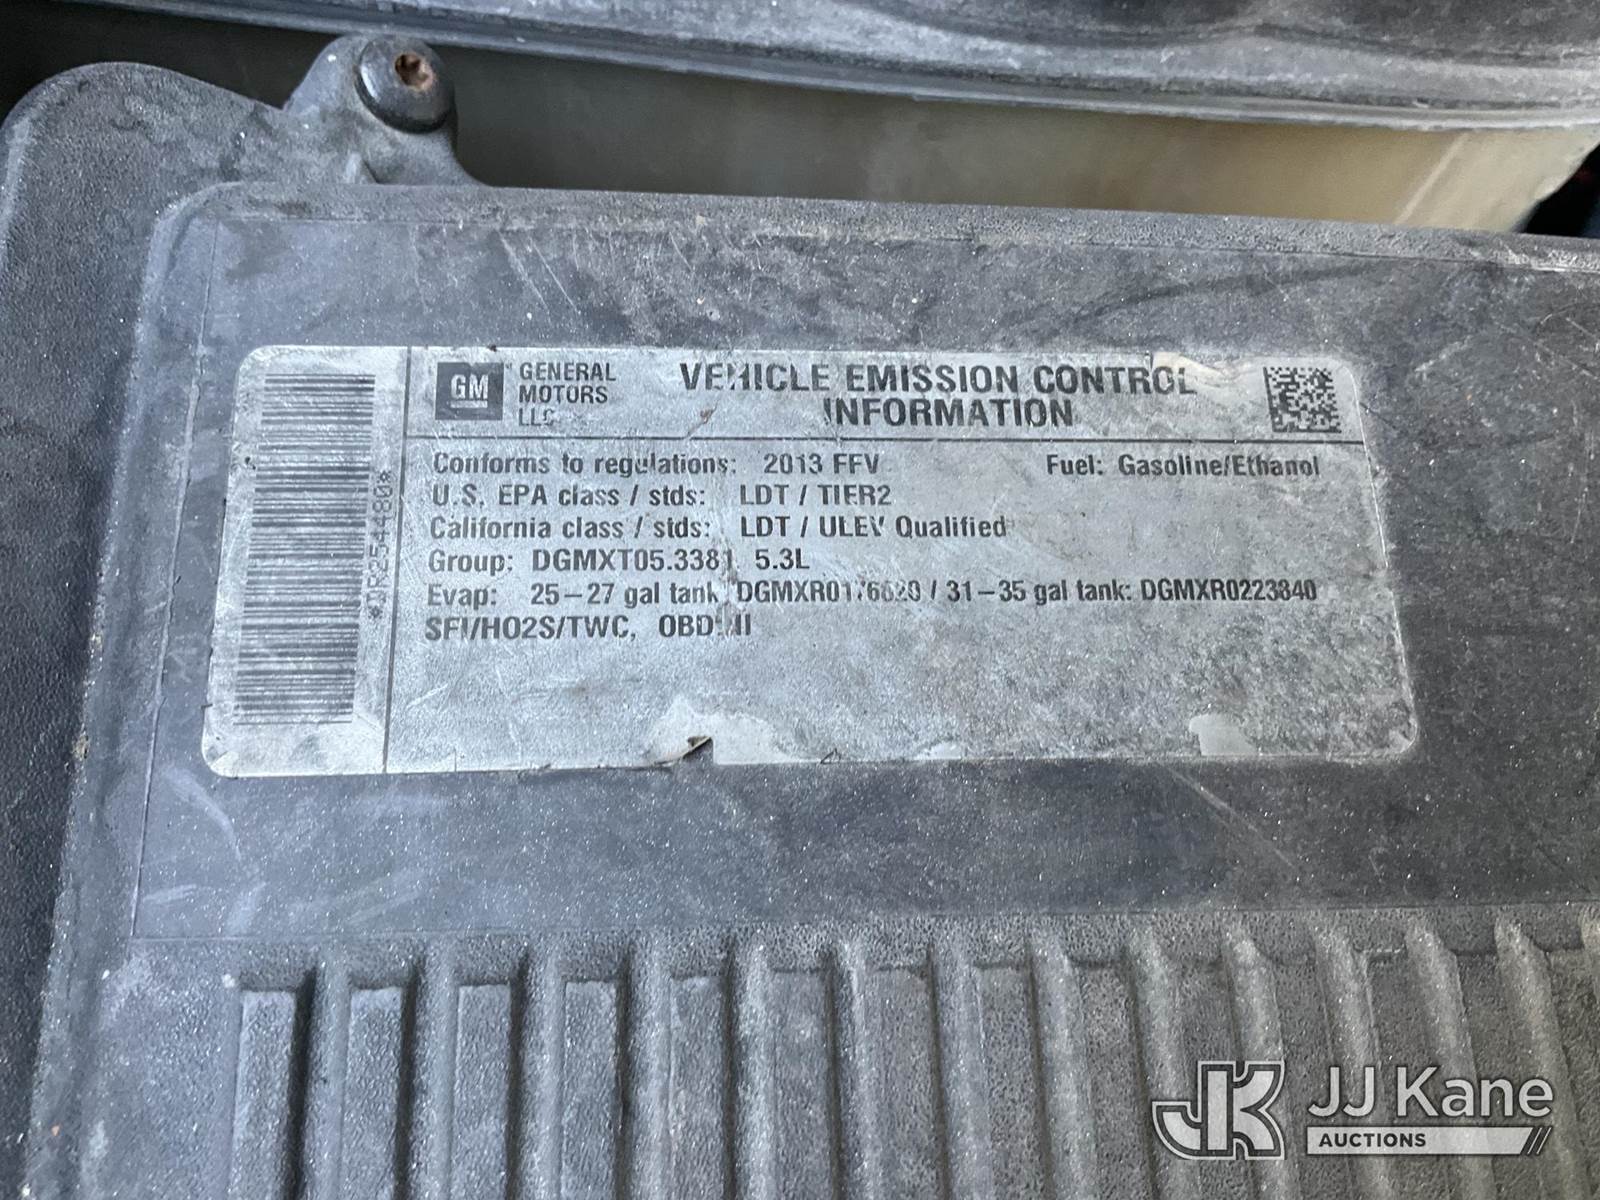 GM GENERAL
MOTORS
LLC
VEHICLE EMISSION CONTROL
INFORMATION
Conforms to regulations: 2013 FFV Fuel: Gasoline/Ethanol
U.S. EPA class / stds: LDT / TIER2
California class / stds: LDT / ULEV Qualified
Group: DGMXT05.3381 5.3L
Evap: 25-27 gal tank / 31-35 gal tank: DGMXR0223840
SFI/HO2S/TWC,
*DR254480*
JK JJ Kane
AUCTIONS